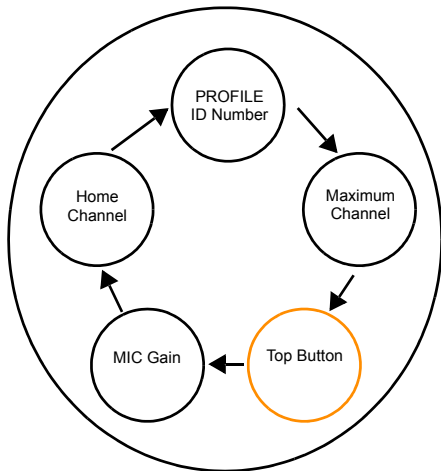 PROFILE
ID Number
Maximum
Channel
Top Button
MIC Gain
Home
Channel